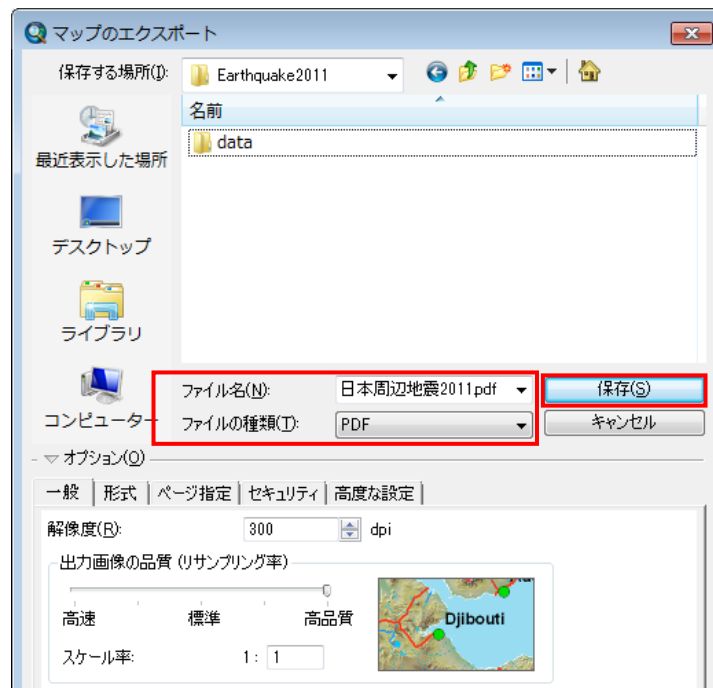 マップのエクスポート
保存する場所(I): Earthquake2011
名前
data
最近表示した場所
デスクトップ
ライブラリ
コンピューター
ファイル名(N): 日本周辺地震2011.pdf 保存(S)
ファイルの種類(T): PDF キャンセル
オプション(O)
一般 形式 ページ指定 セキュリティ 高度な設定
解像度(R): 300 dpi
出力画像の品質 (リサンプリング率)
高速 標準 高品質
Djibouti
スケール率: 1: 1